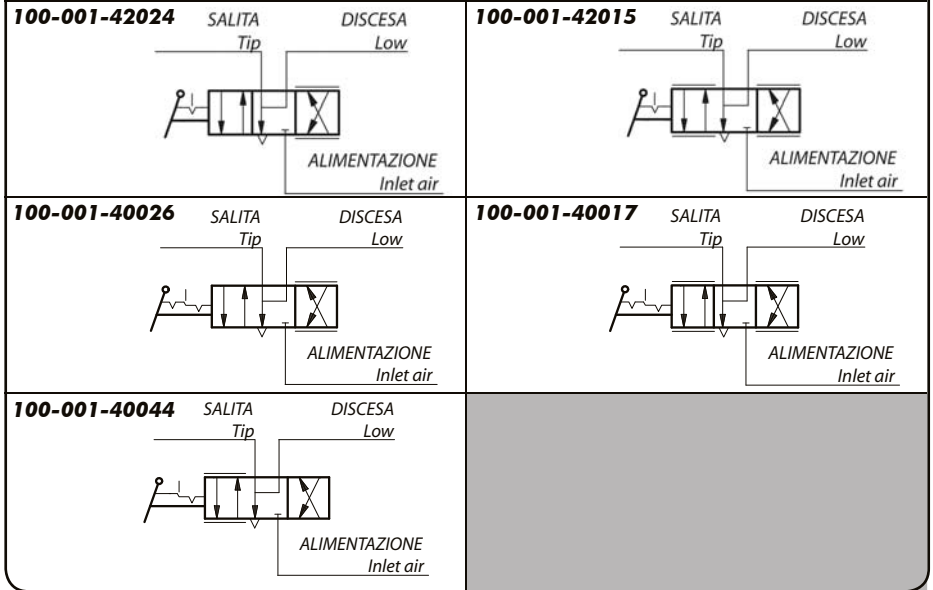 100-001-42024
SALITA
DISCESA
Tip
Low
ALIMENTAZIONE
Inlet air
100-001-42015
SALITA
DISCESA
Tip
Low
ALIMENTAZIONE
Inlet air
100-001-40026
SALITA
DISCESA
Tip
Low
ALIMENTAZIONE
Inlet air
100-001-40017
SALITA
DISCESA
Tip
Low
ALIMENTAZIONE
Inlet air
100-001-40044
SALITA
DISCESA
Tip
Low
ALIMENTAZIONE
Inlet air